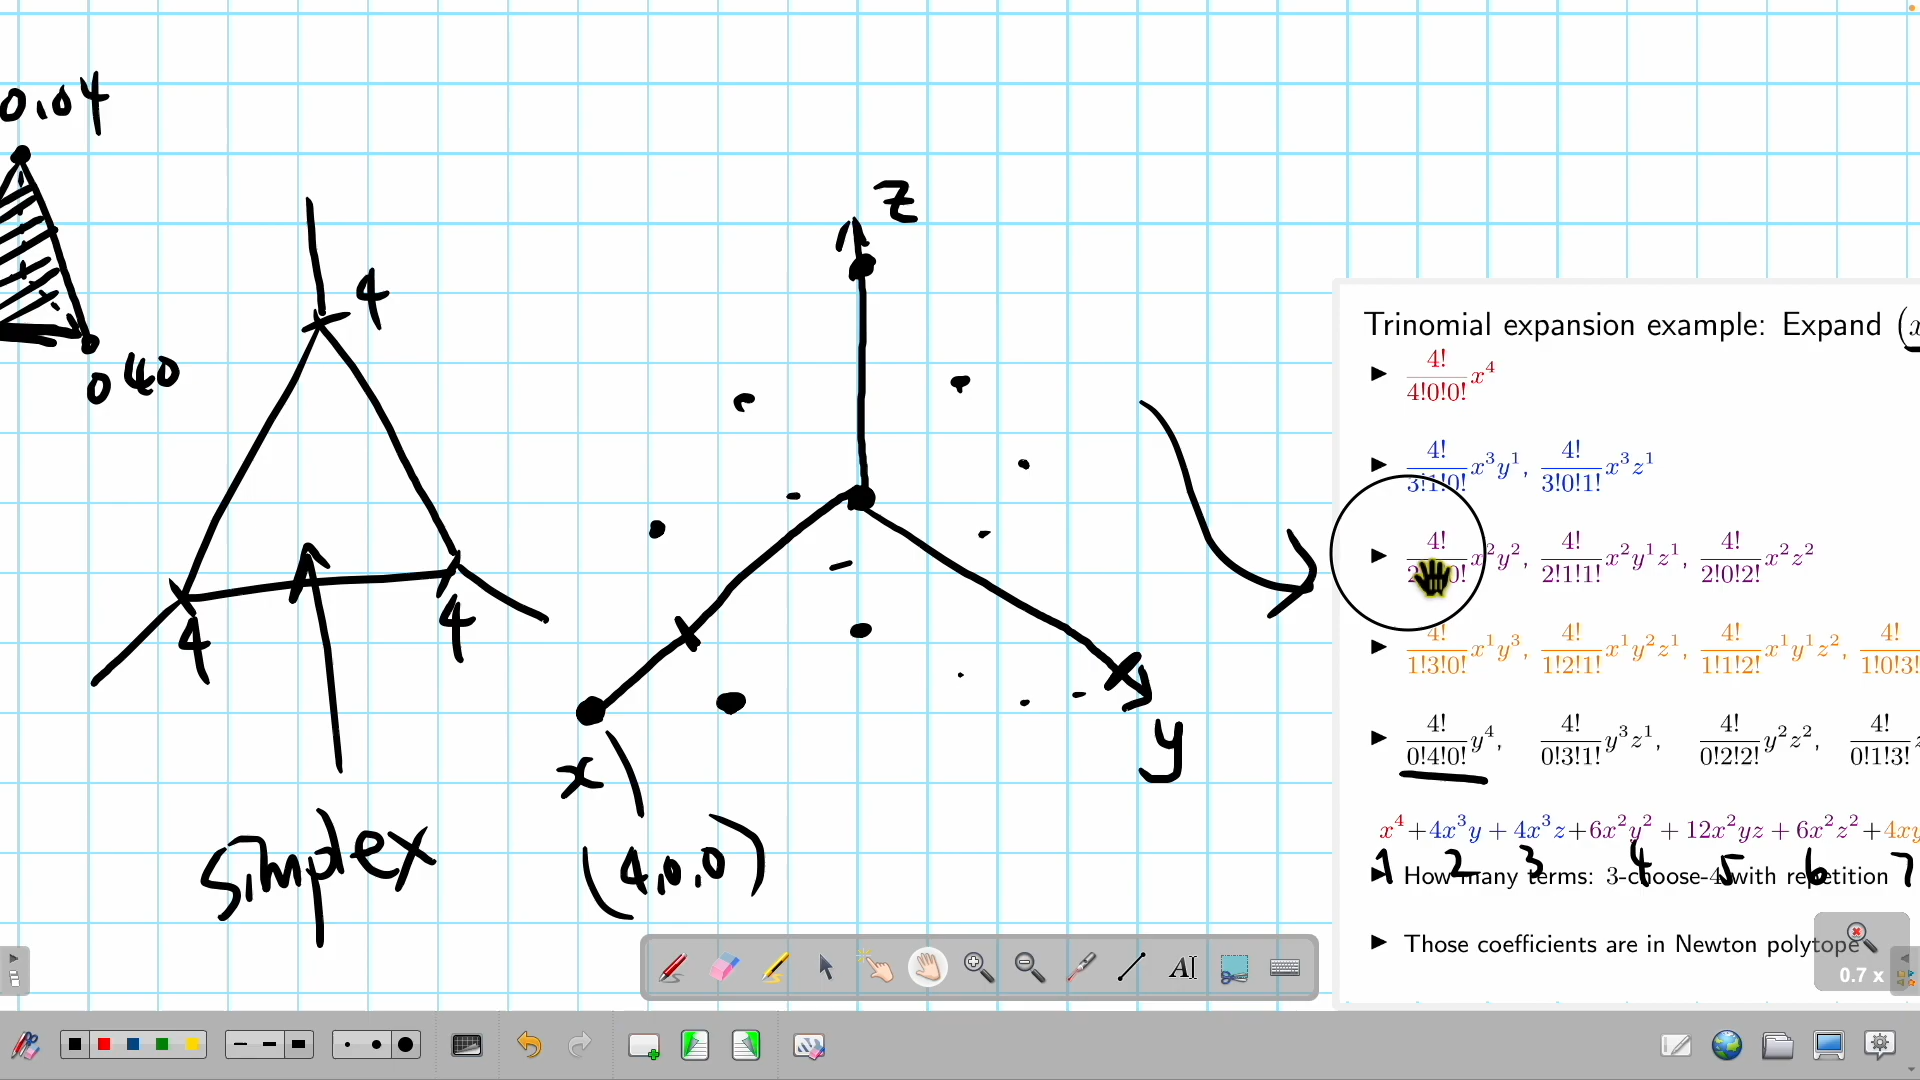 0,04
040
4
4
4
simplex
z
x
y
(4,0,0)
Trinomial expansion example: Expand (x
▶ 4!/4!0!0! x^4
▶ 4!/3!1!0! x^3y^1, 4!/3!0!1! x^3z^1
▶ 4!/2!2!0! x^2y^2, 4!/2!1!1! x^2y^1z^1, 4!/2!0!2! x^2z^2
▶ 4!/1!3!0! x^1y^3, 4!/1!2!1! x^1y^2z^1, 4!/1!1!2! x^1y^1z^2, 4!/1!0!3!
▶ 4!/0!4!0! y^4, 4!/0!3!1! y^3z^1, 4!/0!2!2! y^2z^2, 4!/0!1!3!
x^4+4x^3y + 4x^3z+6x^2y^2 + 12x^2yz + 6x^2z^2+4xy
1 2 3 4 5 6 7
▶ How many terms: 3-choose-4 with repetition
▶ Those coefficients are in Newton polytope
0.7 x